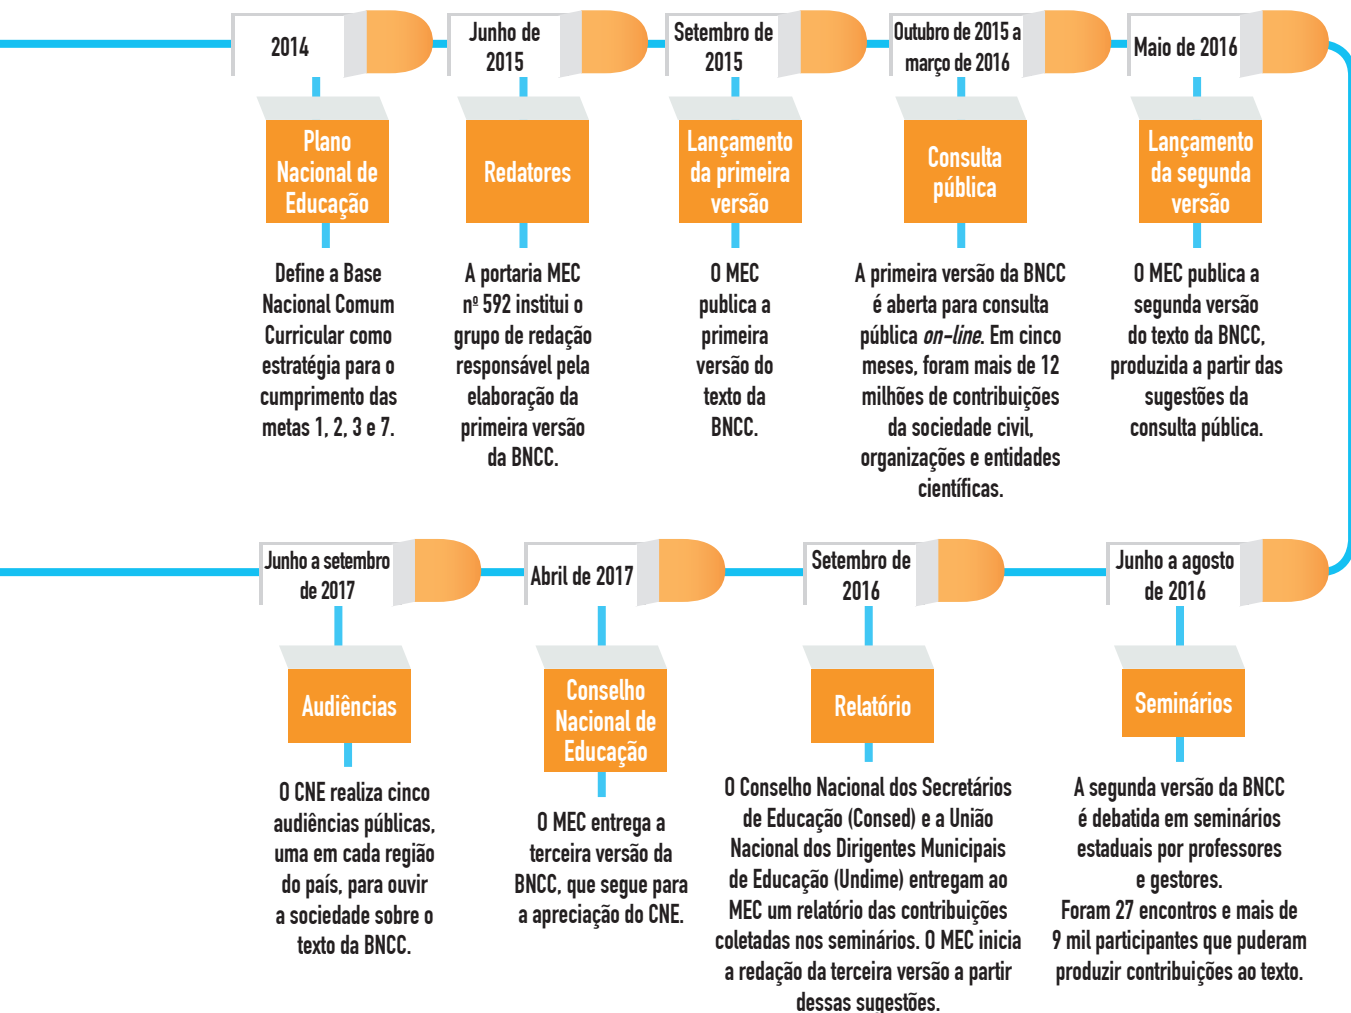 2014
Plano
Nacional de
Educação
Define a Base
Nacional Comum
Curricular como
estratégia para o
cumprimento das
metas 1, 2, 3 e 7.
Junho de
2015
Redatores
A portaria MEC
nº 592 institui o
grupo de redação
responsável pela
elaboração da
primeira versão
da BNCC.
Setembro de
2015
Lançamento
da primeira
versão
O MEC
publica a
primeira
versão do
texto da
BNCC.
Outubro de 2015 a
março de 2016
Consulta
pública
A primeira versão da BNCC
é aberta para consulta
pública on-line. Em cinco
meses, foram mais de 12
milhões de contribuições
da sociedade civil,
organizações e entidades
científicas.
Maio de 2016
Lançamento
da segunda
versão
O MEC publica a
segunda versão
do texto da BNCC,
produzida a partir das
sugestões da
consulta pública.
Junho a agosto
de 2016
Seminários
A segunda versão da BNCC
é debatida em seminários
estaduais por professores
e gestores.
Foram 27 encontros e mais de
9 mil participantes que puderam
produzir contribuições ao texto.
Setembro de
2016
Relatório
O Conselho Nacional dos Secretários
de Educação (Consed) e a União
Nacional dos Dirigentes Municipais
de Educação (Undime) entregam ao
MEC um relatório das contribuições
coletadas nos seminários. O MEC inicia
a redação da terceira versão a partir
dessas sugestões.
Abril de 2017
Conselho
Nacional de
Educação
O MEC entrega a
terceira versão da
BNCC, que segue para
a apreciação do CNE.
Junho a setembro
de 2017
Audiências
O CNE realiza cinco
audiências públicas,
uma em cada região
do país, para ouvir
a sociedade sobre o
texto da BNCC.